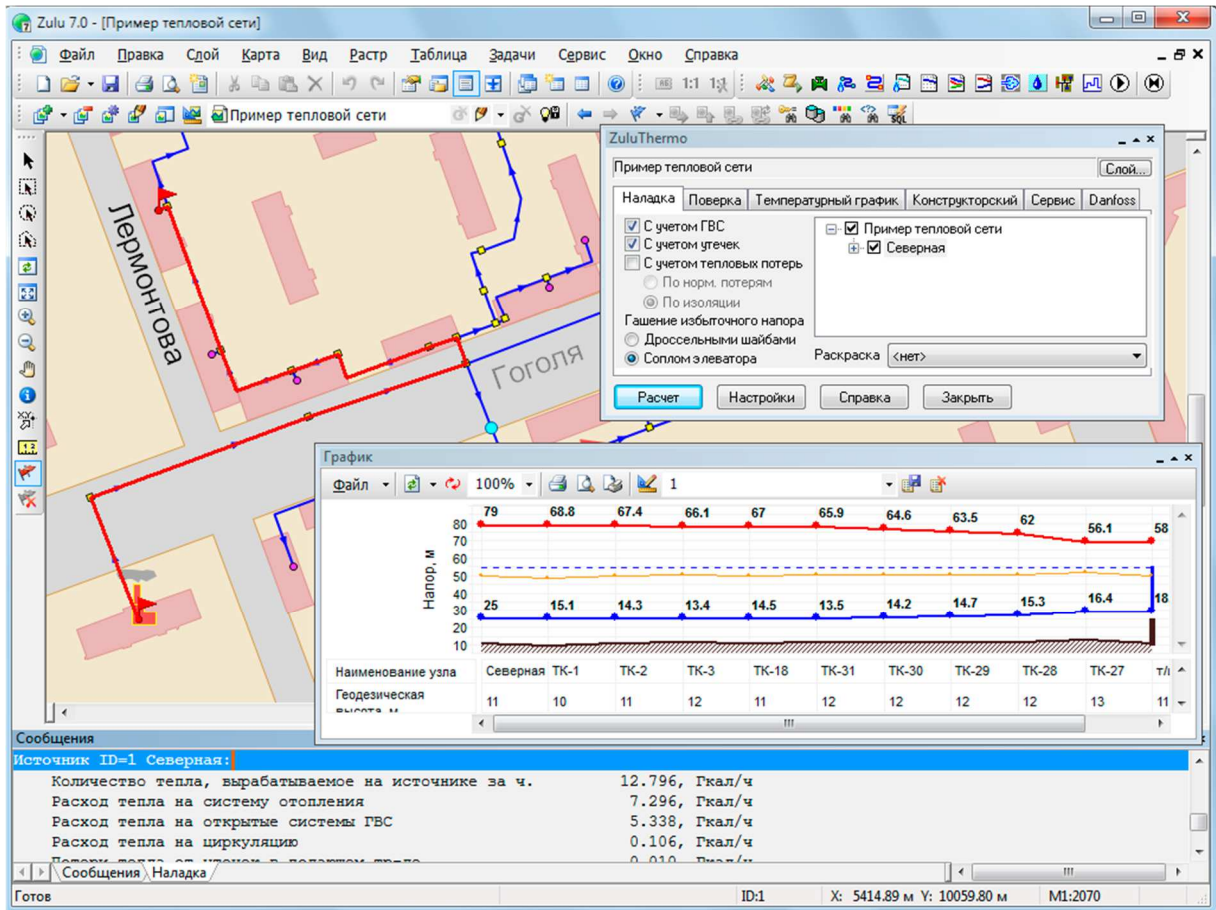 Zulu 7.0 - [Пример тепловой сети]
Файл Правка Слой Карта Вид Растр Таблица Задачи Сервис Окно Справка
1:1
Пример тепловой сети
SQL
Лермонтова
Гоголя
ZuluThermo
Пример тепловой сети Слой...
Наладка Поверка Температурный график Конструкторский Сервис Danfoss
С учетом ГВС
С учетом утечек
С учетом тепловых потерь
По норм. потерям
По изоляции
Гашение избыточного напора
Дроссельными шайбами
Соплом элеватора
Пример тепловой сети
Северная
Раскраска <нет>
Расчет Настройки Справка Закрыть
График
Файл 100% 1
Напор, м
80
70
60
50
40
30
20
10
79 68.8 67.4 66.1 67 65.9 64.6 63.5 62 56.1 58
25 15.1 14.3 13.4 14.5 13.5 14.2 14.7 15.3 16.4 18
Наименование узла Северная ТК-1 ТК-2 ТК-3 ТК-18 ТК-31 ТК-30 ТК-29 ТК-28 ТК-27
Геодезическая высота, м 11 10 11 12 11 12 12 12 12 13 11
Сообщения
Источник ID=1 Северная:
Количество тепла, вырабатываемое на источнике за ч. 12.796, Гкал/ч
Расход тепла на систему отопления 7.296, Гкал/ч
Расход тепла на открытые системы ГВС 5.338, Гкал/ч
Расход тепла на циркуляцию 0.106, Гкал/ч
Сообщения Наладка
Готов ID:1 X: 5414.89 м Y: 10059.80 м М1:2070